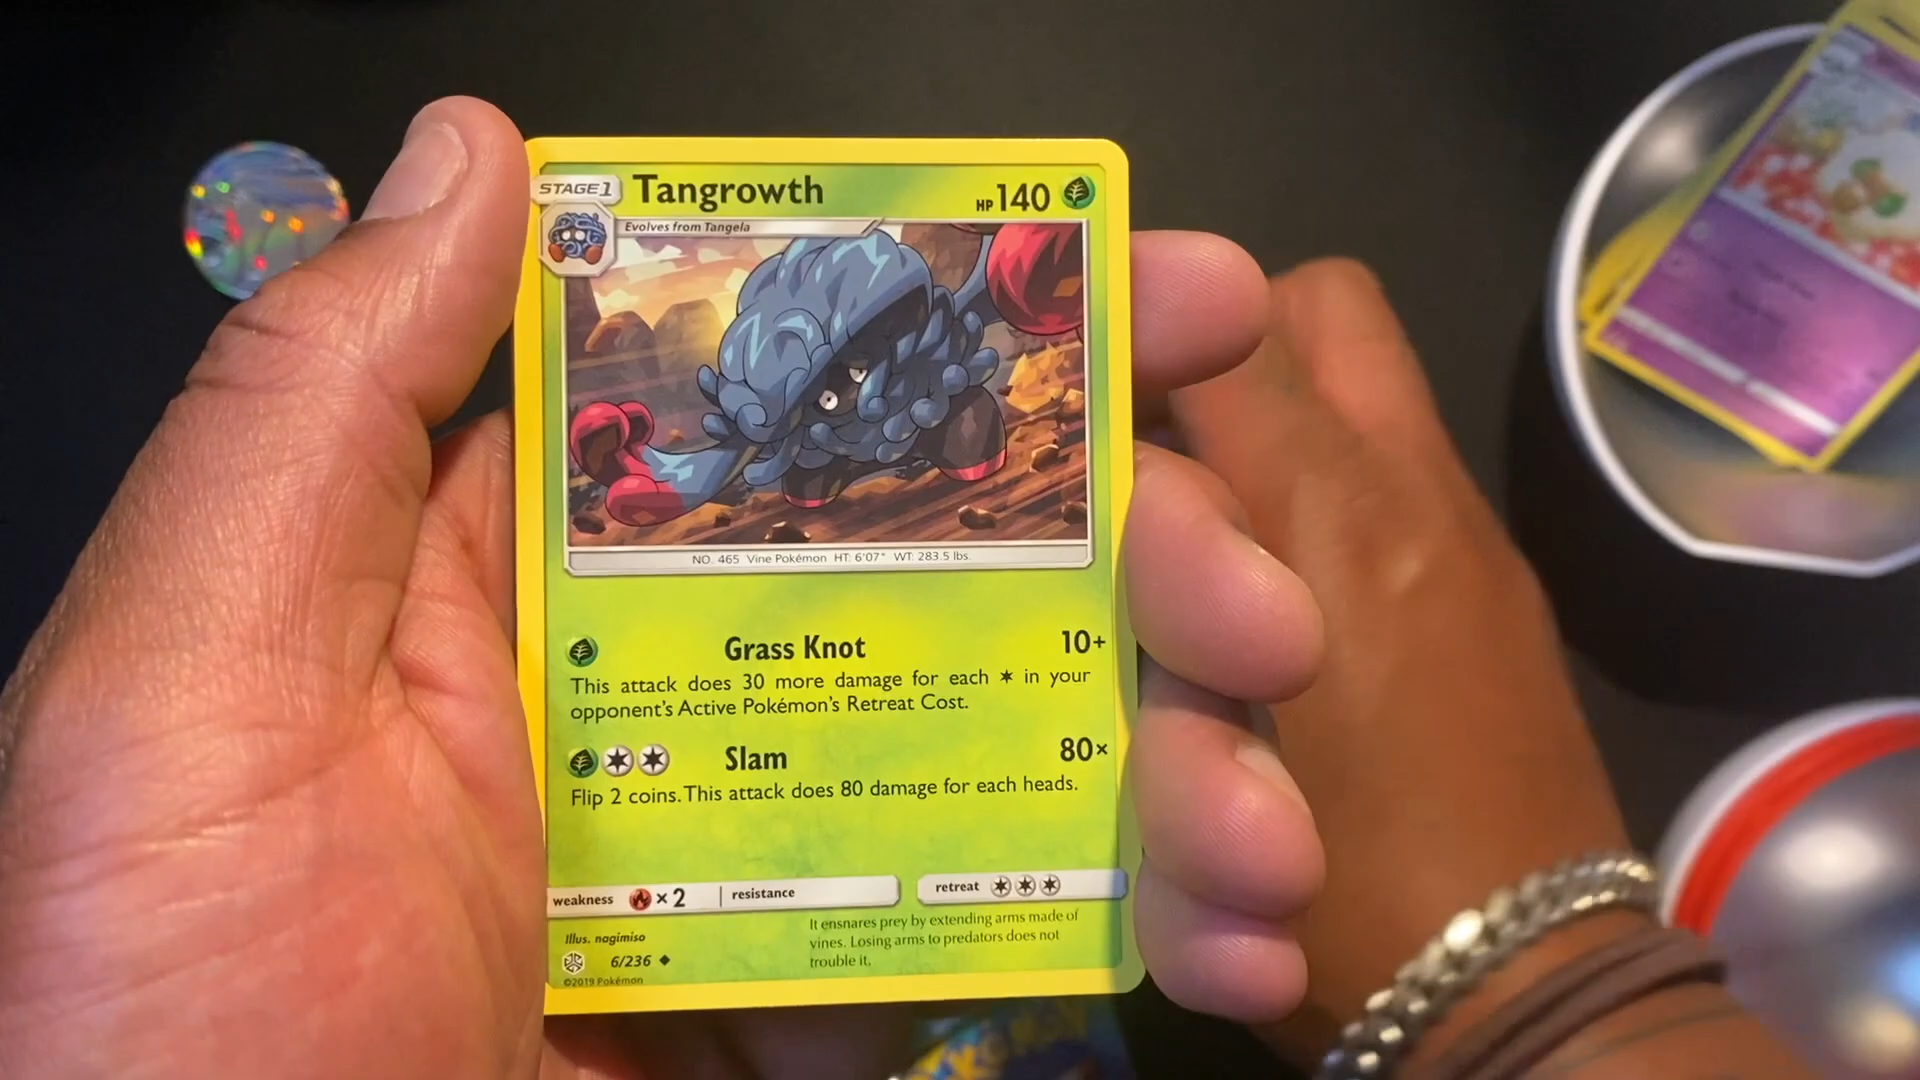 STAGE1 Tangrowth HP 140
Evolves from Tangela
NO. 465 Vine Pokémon HT: 6'07" WT: 283.5 lbs.
Grass Knot 10+
This attack does 30 more damage for each ✶ in your
opponent's Active Pokémon's Retreat Cost.
Slam 80×
Flip 2 coins. This attack does 80 damage for each heads.
weakness ×2 resistance retreat
It ensnares prey by extending arms made of
vines. Losing arms to predators does not
trouble it.
Illus. nagimiso
6/236 ◆
©2019 Pokémon